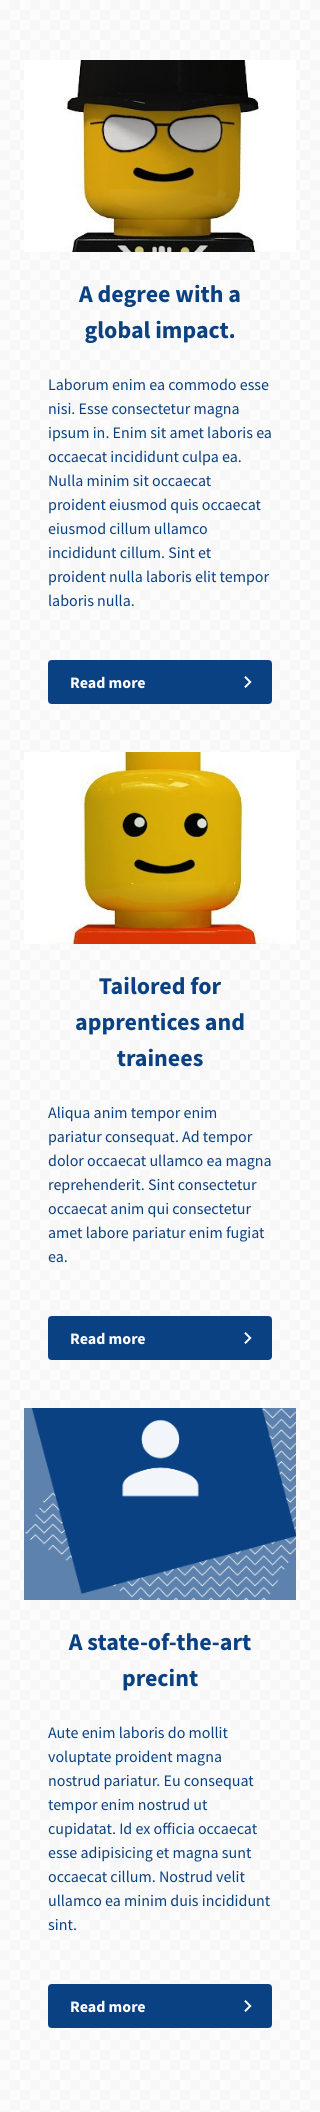 A degree with a
global impact.
Laborum enim ea commodo esse
nisi. Esse consectetur magna
ipsum in. Enim sit amet laboris ea
occaecat incididunt culpa ea.
Nulla minim sit occaecat
proident eiusmod quis occaecat
eiusmod cillum ullamco
incididunt cillum. Sint et
proident nulla laboris elit tempor
laboris nulla.
Read more
Tailored for
apprentices and
trainees
Aliqua anim tempor enim
pariatur consequat. Ad tempor
dolor occaecat ullamco ea magna
reprehenderit. Sint consectetur
occaecat anim qui consectetur
amet labore pariatur enim fugiat
ea.
Read more
A state-of-the-art
precint
Aute enim laboris do mollit
voluptate proident magna
nostrud pariatur. Eu consequat
tempor enim nostrud ut
cupidatat. Id ex officia occaecat
esse adipisicing et magna sunt
occaecat cillum. Nostrud velit
ullamco ea minim duis incididunt
sint.
Read more